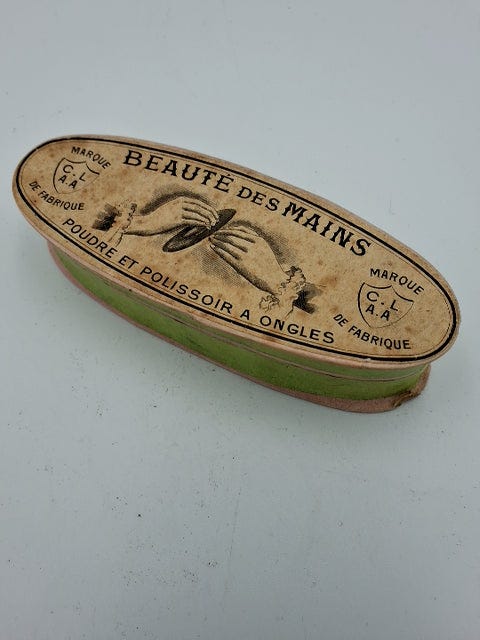 BEAUTÉ DES MAINS
MARQUE
C. L
A.A
DE FABRIQUE
MARQUE
C. L
A.A
DE FABRIQUE
POUDRE ET POLISSOIR A ONGLES